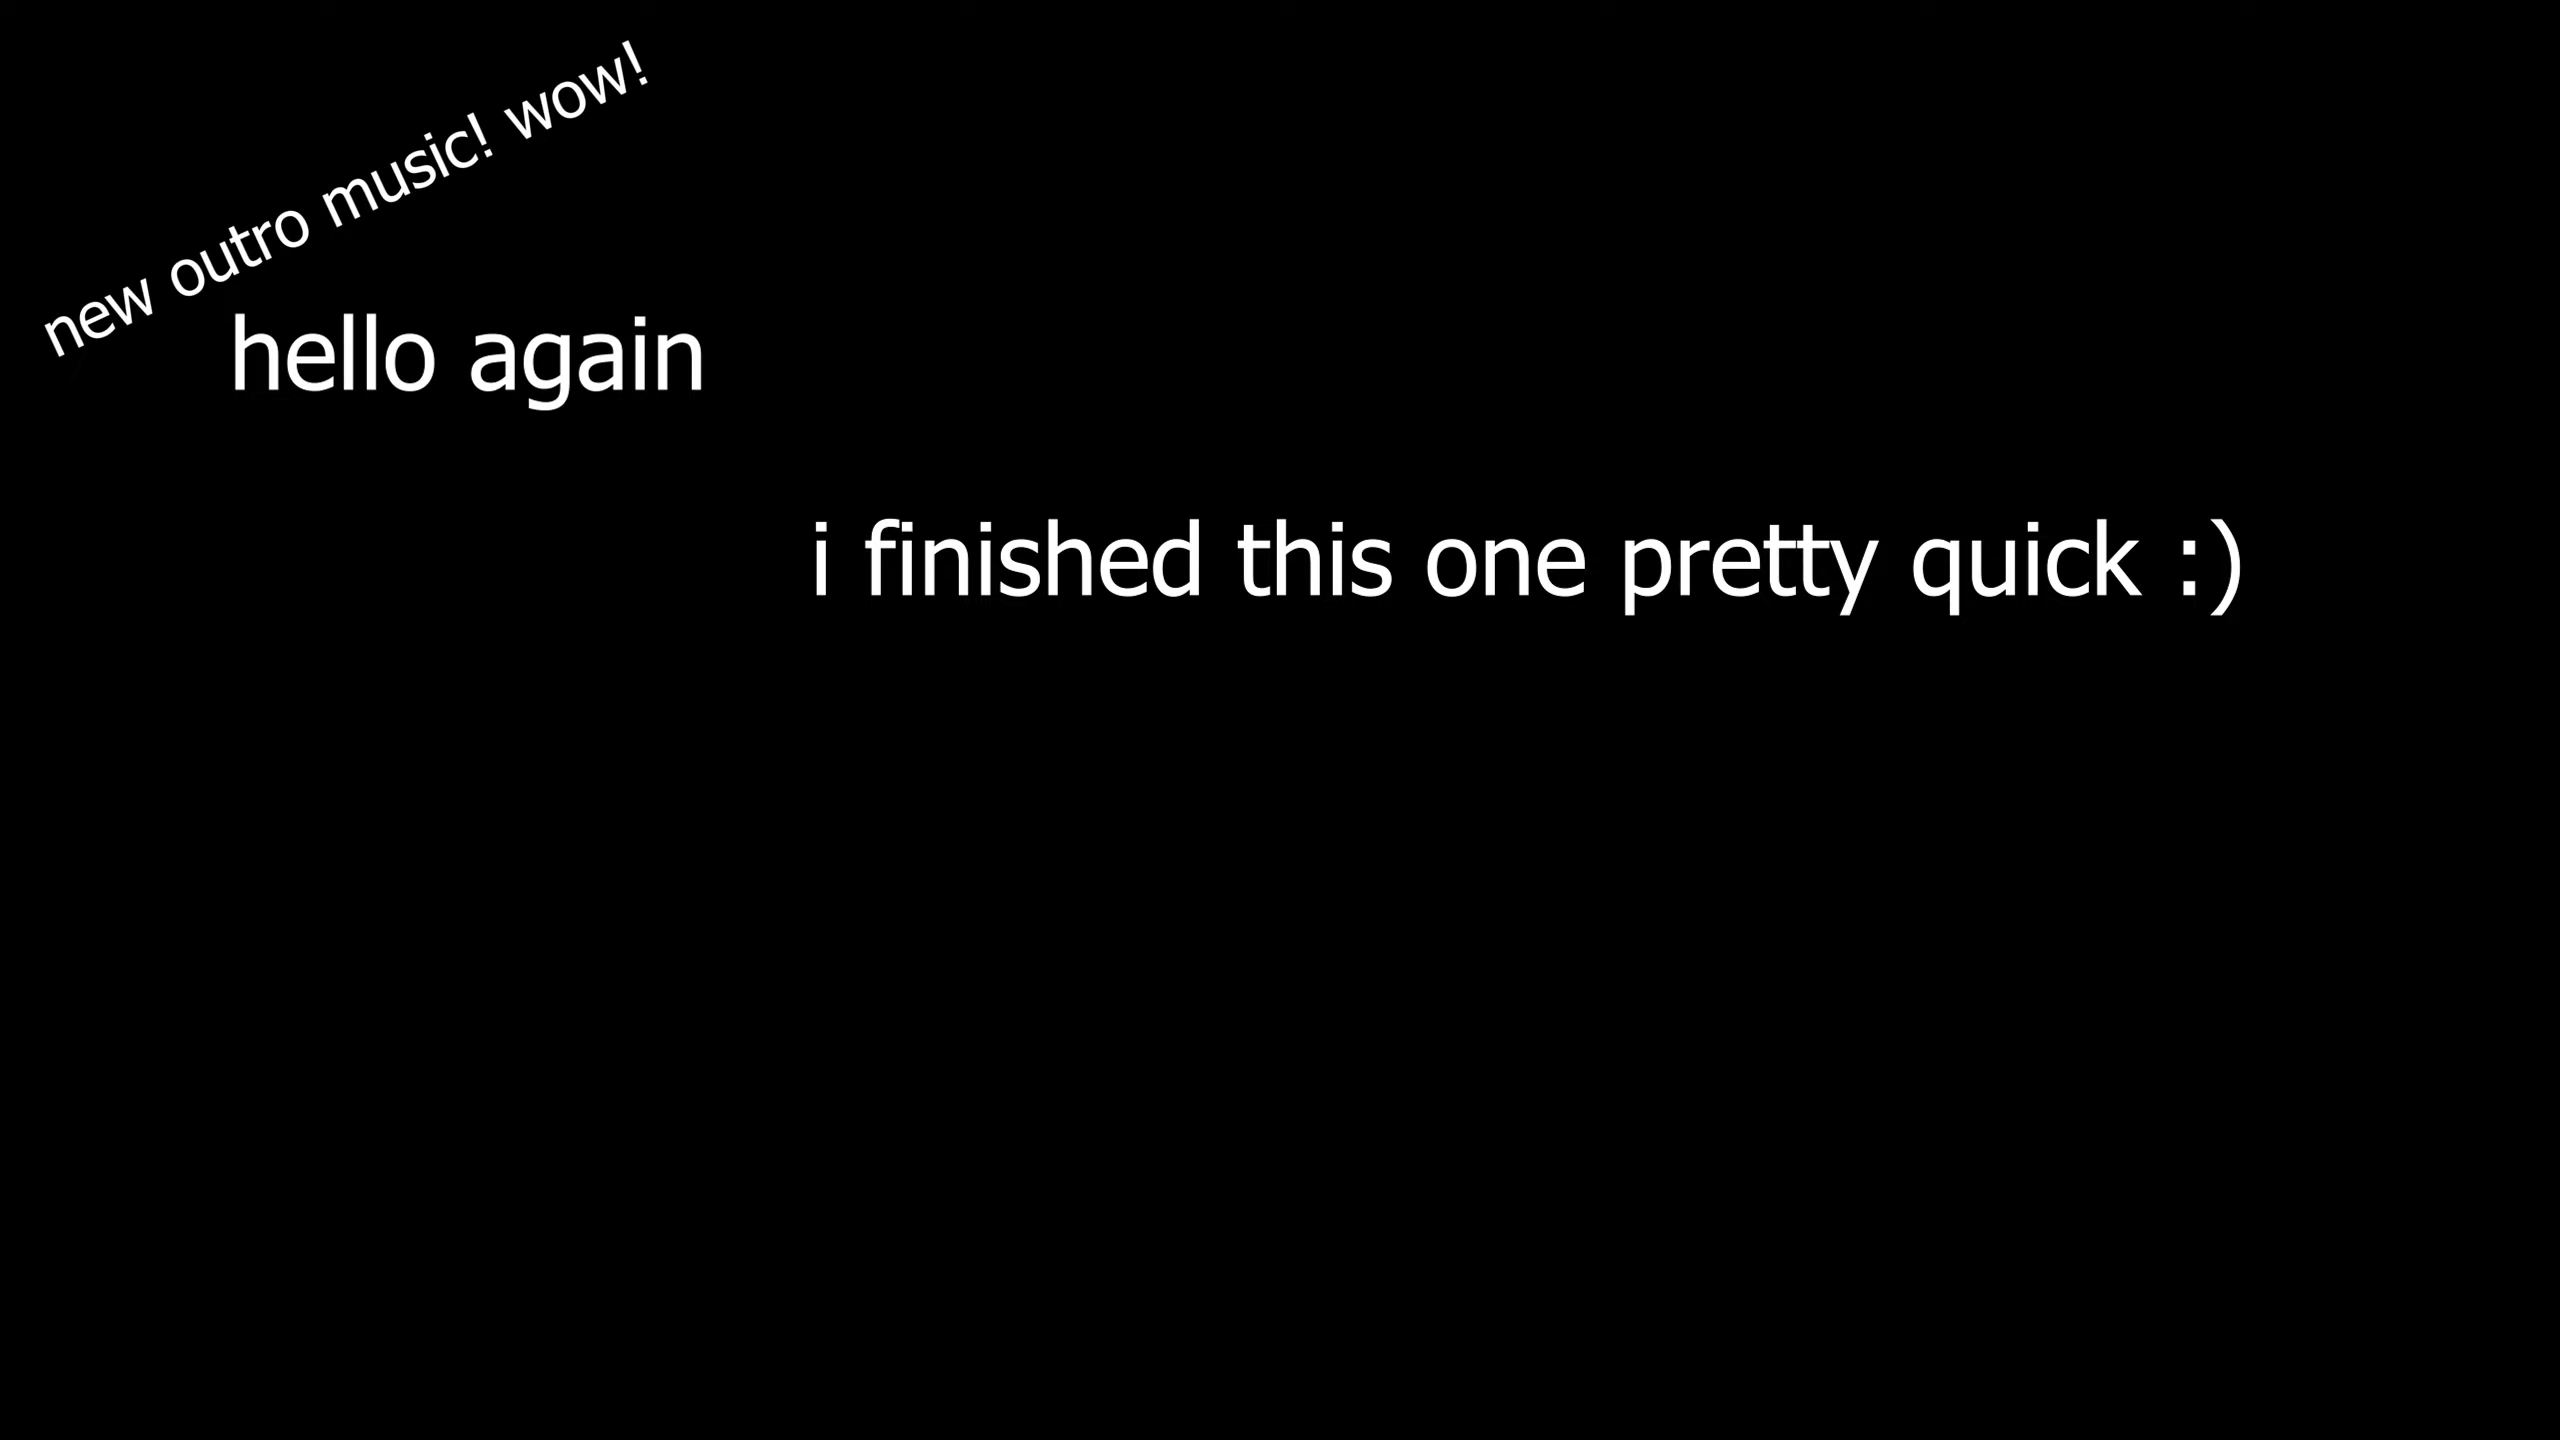 new outro music! wow!
hello again
i finished this one pretty quick :)